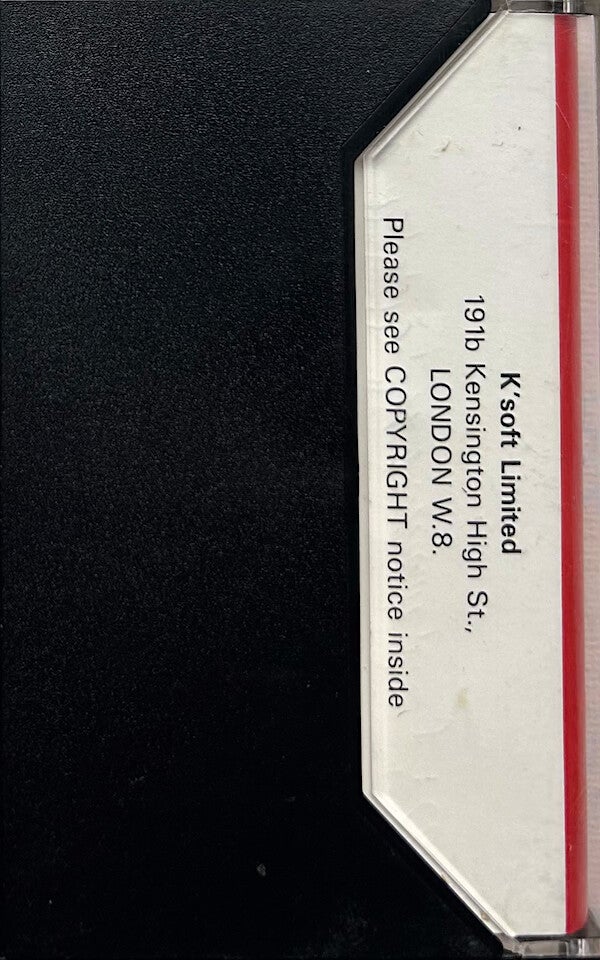 K'soft Limited
191b Kensington High St.,
LONDON W.8.
Please see COPYRIGHT notice inside